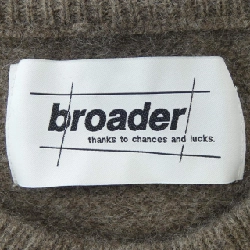 broader
thanks to chances and lucks.